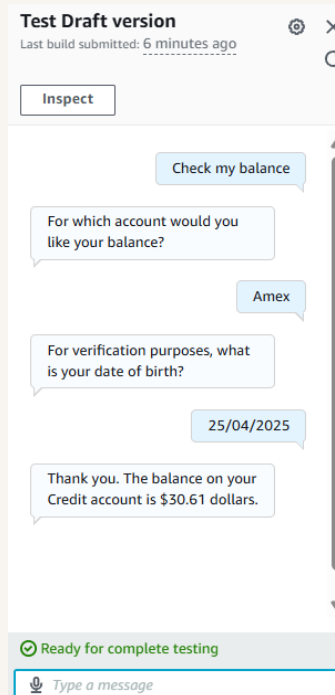 Test Draft version
Last build submitted: 6 minutes ago
Inspect
Check my balance
For which account would you
like your balance?
Amex
For verification purposes, what
is your date of birth?
25/04/2025
Thank you. The balance on your
Credit account is $30.61 dollars.
Ready for complete testing
Type a message